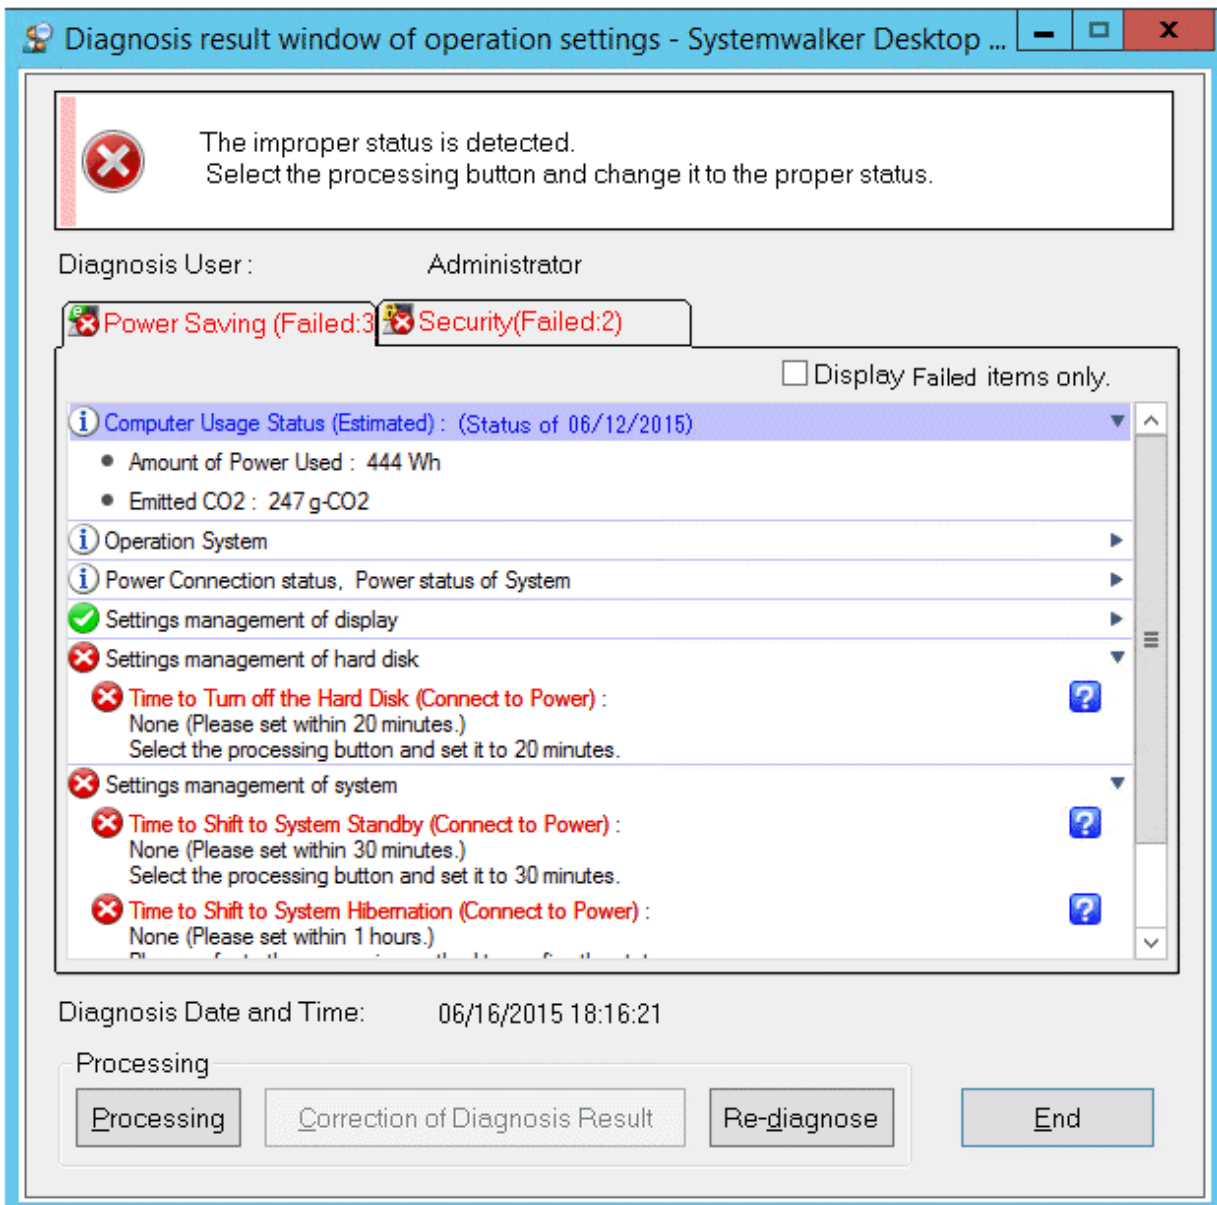 Diagnosis result window of operation settings - Systemwalker Desktop ...
The improper status is detected.
Select the processing button and change it to the proper status.
Diagnosis User : Administrator
Power Saving (Failed:3 Security(Failed:2)
Display Failed items only.
Computer Usage Status (Estimated) : (Status of 06/12/2015)
Amount of Power Used : 444 Wh
Emitted CO2 : 247 g-CO2
Operation System
Power Connection status, Power status of System
Settings management of display
Settings management of hard disk
Time to Turn off the Hard Disk (Connect to Power) :
None (Please set within 20 minutes.)
Select the processing button and set it to 20 minutes.
Settings management of system
Time to Shift to System Standby (Connect to Power) :
None (Please set within 30 minutes.)
Select the processing button and set it to 30 minutes.
Time to Shift to System Hibernation (Connect to Power) :
None (Please set within 1 hours.)
Diagnosis Date and Time: 06/16/2015 18:16:21
Processing
Processing Correction of Diagnosis Result Re-diagnose End